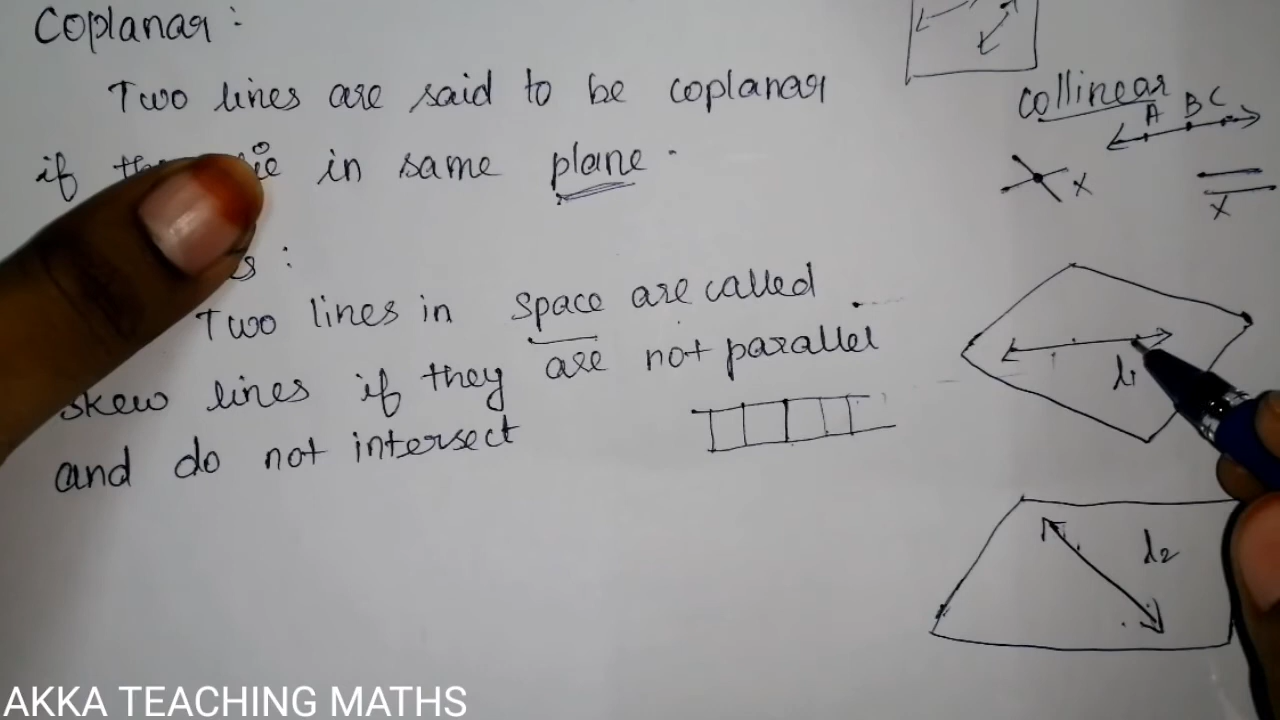 Coplanar:
Two lines are said to be coplanar
if in same plane.
:
Two lines in space are called
skew lines if they are not parallel
and do not intersect
collinear
A B C
x
x
l1
l2
AKKA TEACHING MATHS